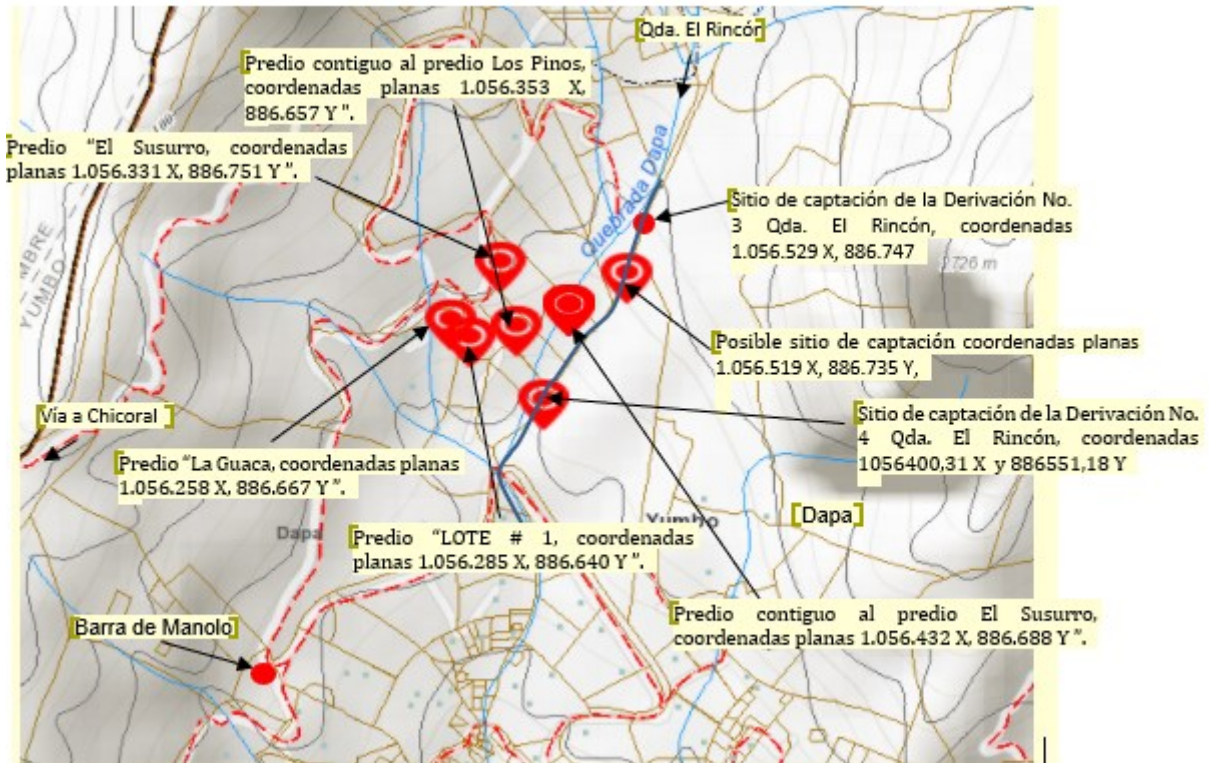 Qda. El Rincón
Predio contiguo al predio Los Pinos,
coordenadas planas 1.056.353 X,
886.657 Y ”.
Predio “El Susurro, coordenadas
planas 1.056.331 X, 886.751 Y ”.
Quebrada Dapa
Sitio de captación de la Derivación No.
3 Qda. El Rincón, coordenadas
1.056.529 X, 886.747
1726 m
MBRE
YUMBO
Posible sitio de captación coordenadas planas
1.056.519 X, 886.735 Y,
Vía a Chicoral
Sitio de captación de la Derivación No.
4 Qda. El Rincón, coordenadas
1056400,31 X y 886551,18 Y
Predio “La Guaca, coordenadas planas
1.056.258 X, 886.667 Y ”.
Dapa
Yumbo
Dapa
Predio “LOTE # 1, coordenadas
planas 1.056.285 X, 886.640 Y ”.
Predio contiguo al predio El Susurro,
coordenadas planas 1.056.432 X, 886.688 Y ”.
Barra de Manolo